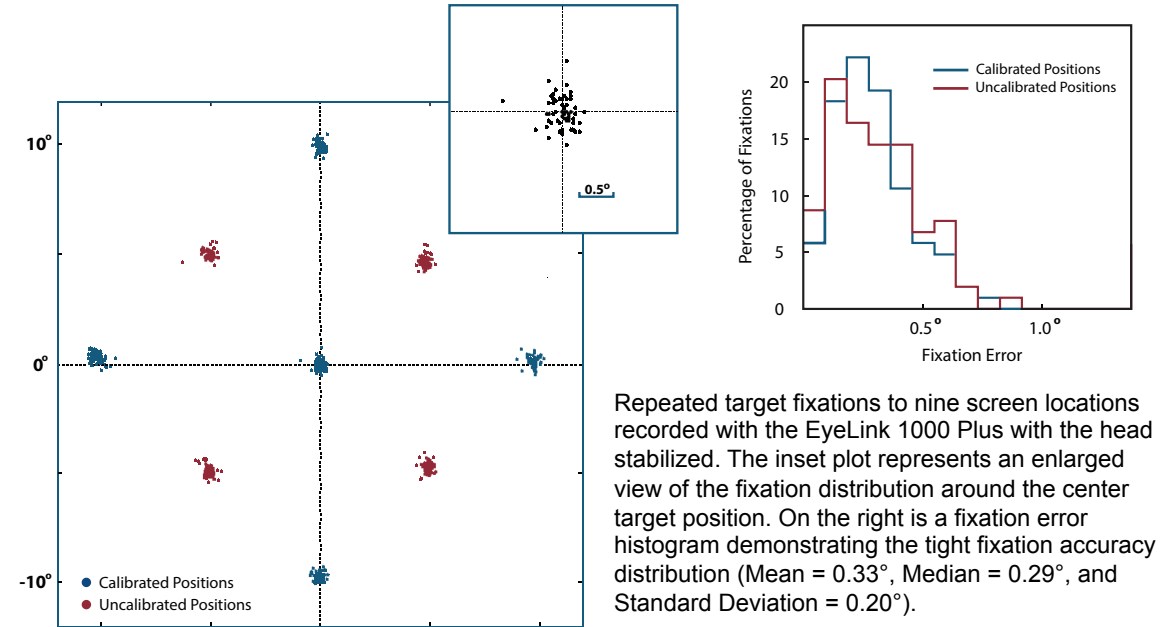 10°
0°
-10°
Calibrated Positions
Uncalibrated Positions
0.5°
Percentage of Fixations
20
15
10
5
0
Calibrated Positions
Uncalibrated Positions
0.5°
1.0°
Fixation Error
Repeated target fixations to nine screen locations
recorded with the EyeLink 1000 Plus with the head
stabilized. The inset plot represents an enlarged
view of the fixation distribution around the center
target position. On the right is a fixation error
histogram demonstrating the tight fixation accuracy
distribution (Mean = 0.33°, Median = 0.29°, and
Standard Deviation = 0.20°).